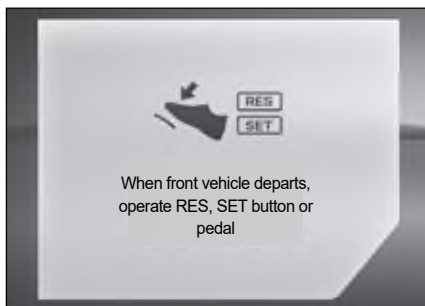 RES
SET
When front vehicle departs,
operate RES, SET button or
pedal